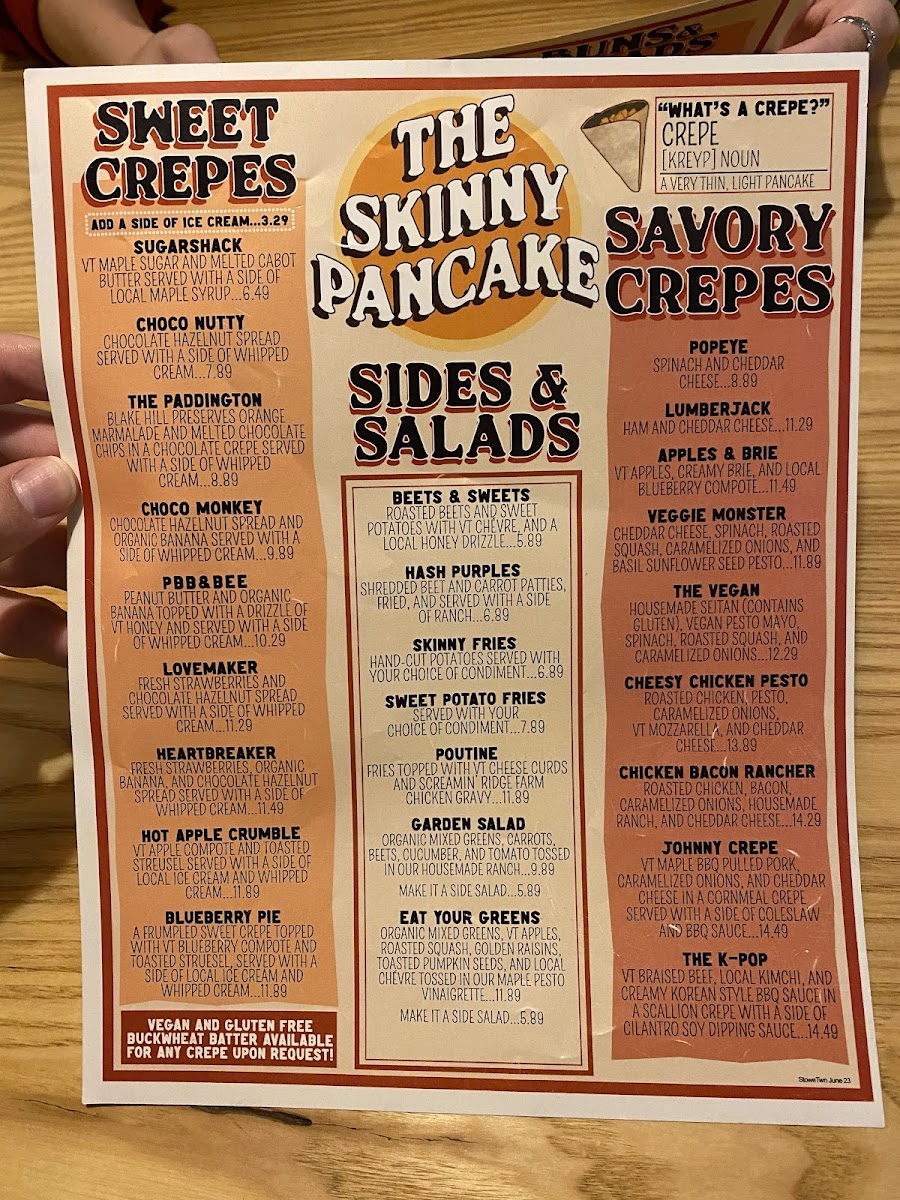 BUNS &
SWEET
CREPES
ADD A SIDE OF ICE CREAM...3.29
SUGARSHACK
VT MAPLE SUGAR AND MELTED CABOT
BUTTER SERVED WITH A SIDE OF
LOCAL MAPLE SYRUP...6.49
CHOCO NUTTY
CHOCOLATE HAZELNUT SPREAD
SERVED WITH A SIDE OF WHIPPED
CREAM...7.89
THE PADDINGTON
BLAKE HILL PRESERVES ORANGE
MARMALADE AND MELTED CHOCOLATE
CHIPS IN A CHOCOLATE CREPE SERVED
WITH A SIDE OF WHIPPED
CREAM...8.89
CHOCO MONKEY
CHOCOLATE HAZELNUT SPREAD AND
ORGANIC BANANA SERVED WITH A
SIDE OF WHIPPED CREAM...9.89
PBB&BEE
PEANUT BUTTER AND ORGANIC
BANANA TOPPED WITH A DRIZZLE OF
VT HONEY AND SERVED WITH A SIDE
OF WHIPPED CREAM...10.29
LOVEMAKER
FRESH STRAWBERRIES AND
CHOCOLATE HAZELNUT SPREAD
SERVED WITH A SIDE OF WHIPPED
CREAM...11.29
HEARTBREAKER
FRESH STRAWBERRIES, ORGANIC
BANANA, AND CHOCOLATE HAZELNUT
SPREAD SERVED WITH A SIDE OF
WHIPPED CREAM...11.49
HOT APPLE CRUMBLE
VT APPLE COMPOTE AND TOASTED
STREUSEL SERVED WITH A SIDE OF
LOCAL ICE CREAM AND WHIPPED
CREAM...11.89
BLUEBERRY PIE
A FRUMPLED SWEET CREPE TOPPED
WITH VT BLUEBERRY COMPOTE AND
TOASTED STRUESEL, SERVED WITH A
SIDE OF LOCAL ICE CREAM AND
WHIPPED CREAM...11.89
VEGAN AND GLUTEN FREE
BUCKWHEAT BATTER AVAILABLE
FOR ANY CREPE UPON REQUEST!
THE
SKINNY
PANCAKE
SIDES &
SALADS
BEETS & SWEETS
ROASTED BEETS AND SWEET
POTATOES WITH VT CHÈVRE, AND A
LOCAL HONEY DRIZZLE...5.89
HASH PURPLES
SHREDDED BEET AND CARROT PATTIES,
FRIED, AND SERVED WITH A SIDE
OF RANCH...6.89
SKINNY FRIES
HAND-CUT POTATOES SERVED WITH
YOUR CHOICE OF CONDIMENT...6.89
SWEET POTATO FRIES
SERVED WITH YOUR
CHOICE OF CONDIMENT...7.89
POUTINE
FRIES TOPPED WITH VT CHEESE CURDS
AND SCREAMIN' RIDGE FARM
CHICKEN GRAVY...11.89
GARDEN SALAD
ORGANIC MIXED GREENS, CARROTS,
BEETS, CUCUMBER, AND TOMATO TOSSED
IN OUR HOUSEMADE RANCH...9.89
MAKE IT A SIDE SALAD...5.89
EAT YOUR GREENS
ORGANIC MIXED GREENS, VT APPLES,
ROASTED SQUASH, GOLDEN RAISINS,
TOASTED PUMPKIN SEEDS, AND LOCAL
CHÈVRE TOSSED IN OUR MAPLE PESTO
VINAIGRETTE...11.89
MAKE IT A SIDE SALAD...5.89
"WHAT'S A CREPE?"
CREPE
[KREYP] NOUN
A VERY THIN, LIGHT PANCAKE
SAVORY
CREPES
POPEYE
SPINACH AND CHEDDAR
CHEESE...8.89
LUMBERJACK
HAM AND CHEDDAR CHEESE...11.29
APPLES & BRIE
VT APPLES, CREAMY BRIE, AND LOCAL
BLUEBERRY COMPOTE...11.49
VEGGIE MONSTER
CHEDDAR CHEESE, SPINACH, ROASTED
SQUASH, CARAMELIZED ONIONS, AND
BASIL SUNFLOWER SEED PESTO...11.89
THE VEGAN
HOUSEMADE SEITAN (CONTAINS
GLUTEN), VEGAN PESTO MAYO,
SPINACH, ROASTED SQUASH, AND
CARAMELIZED ONIONS...12.29
CHEESY CHICKEN PESTO
ROASTED CHICKEN, PESTO,
CARAMELIZED ONIONS,
VT MOZZARELLA, AND CHEDDAR
CHEESE...13.89
CHICKEN BACON RANCHER
ROASTED CHICKEN, BACON,
CARAMELIZED ONIONS, HOUSEMADE
RANCH, AND CHEDDAR CHEESE...14.29
JOHNNY CREPE
VT MAPLE BBQ PULLED PORK,
CARAMELIZED ONIONS, AND CHEDDAR
CHEESE IN A CORNMEAL CREPE
SERVED WITH A SIDE OF COLESLAW
AND BBQ SAUCE...14.49
THE K-POP
VT BRAISED BEEF, LOCAL KIMCHI, AND
CREAMY KOREAN STYLE BBQ SAUCE IN
A SCALLION CREPE WITH A SIDE OF
CILANTRO SOY DIPPING SAUCE...14.49
StoweTwn June 23